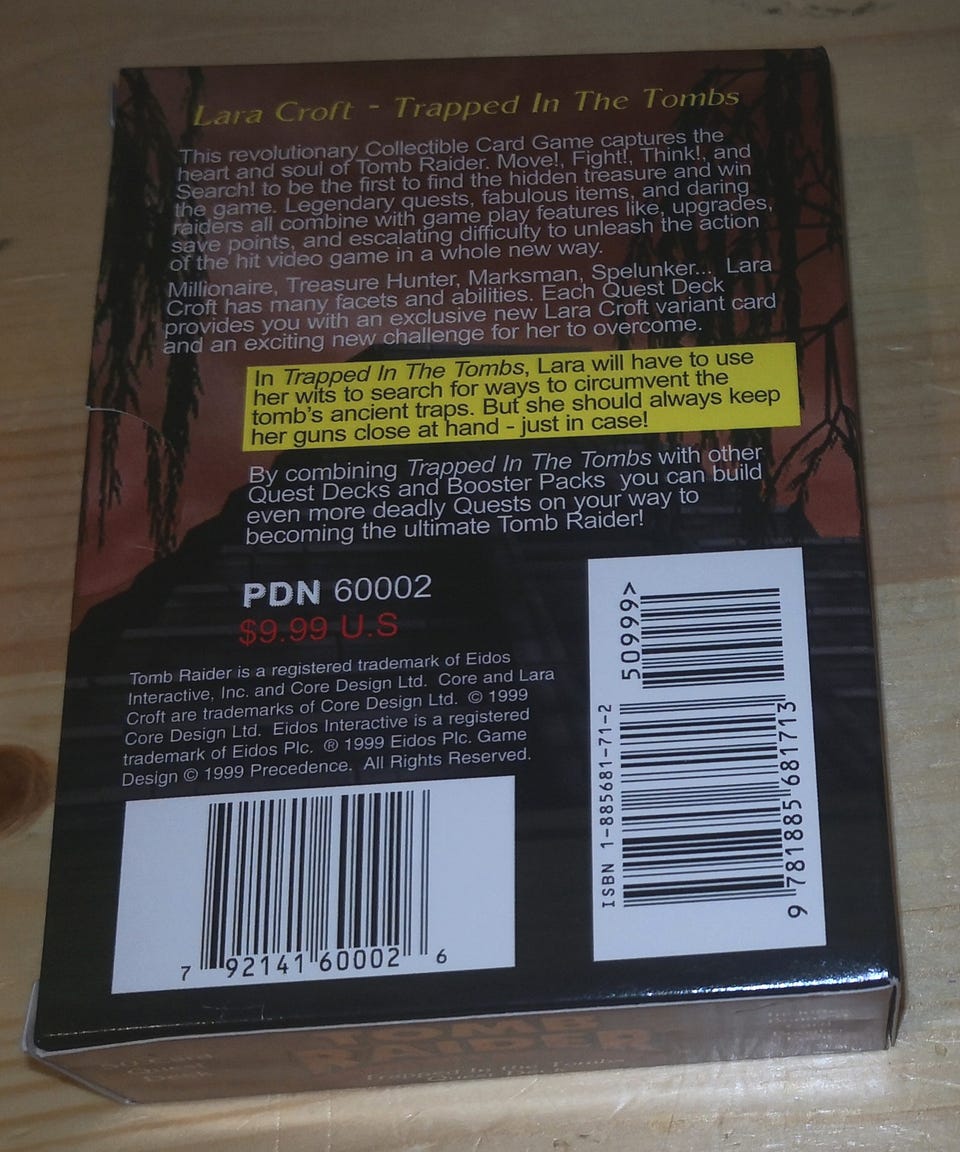 Lara Croft - Trapped In The Tombs
This revolutionary Collectible Card Game captures the
heart and soul of Tomb Raider. Move!, Fight!, Think!, and
Search! to be the first to find the hidden treasure and win
the game. Legendary quests, fabulous items, and daring
raiders all combine with game play features like, upgrades,
save points, and escalating difficulty to unleash the action
of the hit video game in a whole new way.
Millionaire, Treasure Hunter, Marksman, Spelunker... Lara
Croft has many facets and abilities. Each Quest Deck
provides you with an exclusive new Lara Croft variant card
and an exciting new challenge for her to overcome.
In Trapped In The Tombs, Lara will have to use
her wits to search for ways to circumvent the
tomb's ancient traps. But she should always keep
her guns close at hand - just in case!
By combining Trapped In The Tombs with other
Quest Decks and Booster Packs you can build
even more deadly Quests on your way to
becoming the ultimate Tomb Raider!
PDN 60002
$9.99 U.S
Tomb Raider is a registered trademark of Eidos
Interactive, Inc. and Core Design Ltd. Core and Lara
Croft are trademarks of Core Design Ltd. © 1999
Core Design Ltd. Eidos Interactive is a registered
trademark of Eidos Plc. ® 1999 Eidos Plc. Game
Design © 1999 Precedence. All Rights Reserved.
7 92141 60002 6
50999>
ISBN 1-885681-71-2
9 781885 681713
TOMB
RAIDER
Trapped In The Tombs